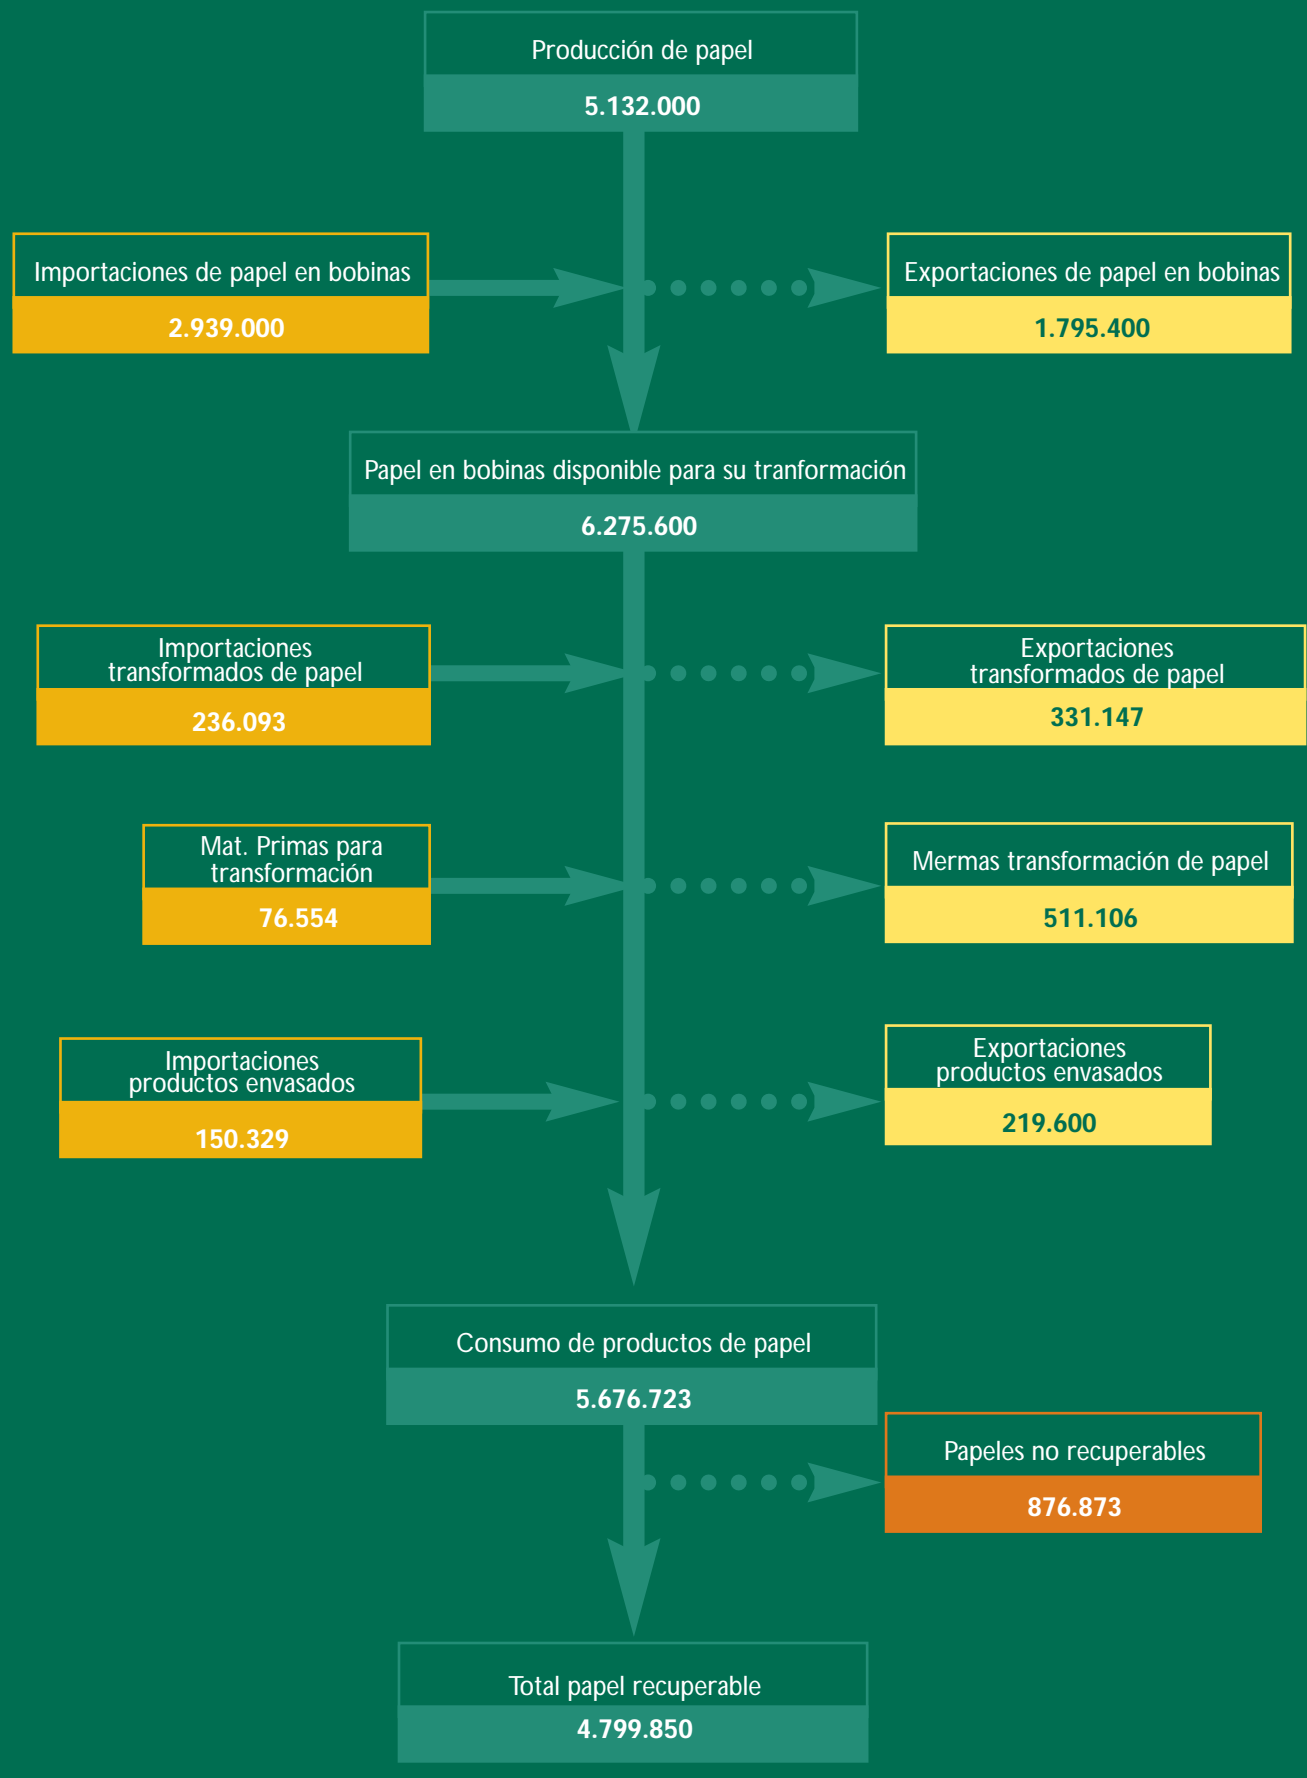 Producción de papel
5.132.000
Importaciones de papel en bobinas
2.939.000
Exportaciones de papel en bobinas
1.795.400
Papel en bobinas disponible para su tranformación
6.275.600
Importaciones
transformados de papel
236.093
Exportaciones
transformados de papel
331.147
Mat. Primas para
transformación
76.554
Mermas transformación de papel
511.106
Importaciones
productos envasados
150.329
Exportaciones
productos envasados
219.600
Consumo de productos de papel
5.676.723
Papeles no recuperables
876.873
Total papel recuperable
4.799.850